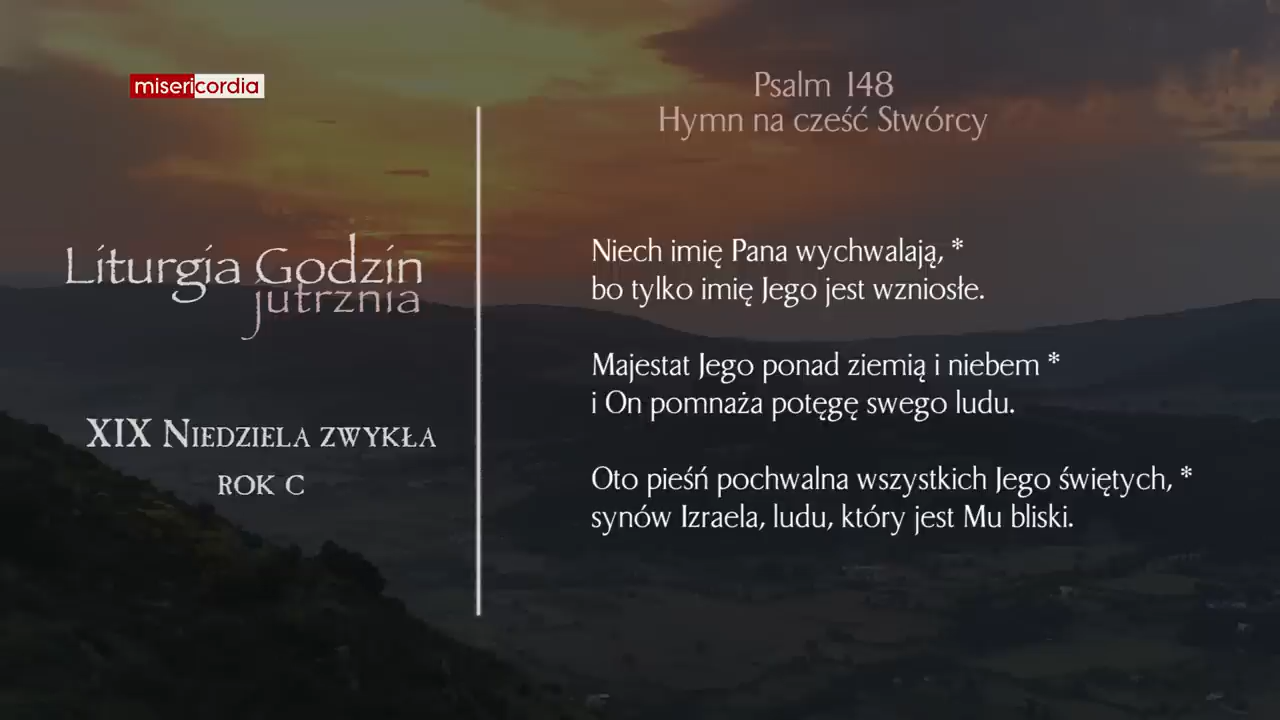 misericordia
Liturgia Godzin
jutrznia
XIX Niedziela zwykła
rok C
Psalm 148
Hymn na cześć Stwórcy
Niech imię Pana wychwalają, *
bo tylko imię Jego jest wzniosłe.
Majestat Jego ponad ziemią i niebem *
i On pomnaża potęgę swego ludu.
Oto pieśń pochwalna wszystkich Jego świętych, *
synów Izraela, ludu, który jest Mu bliski.